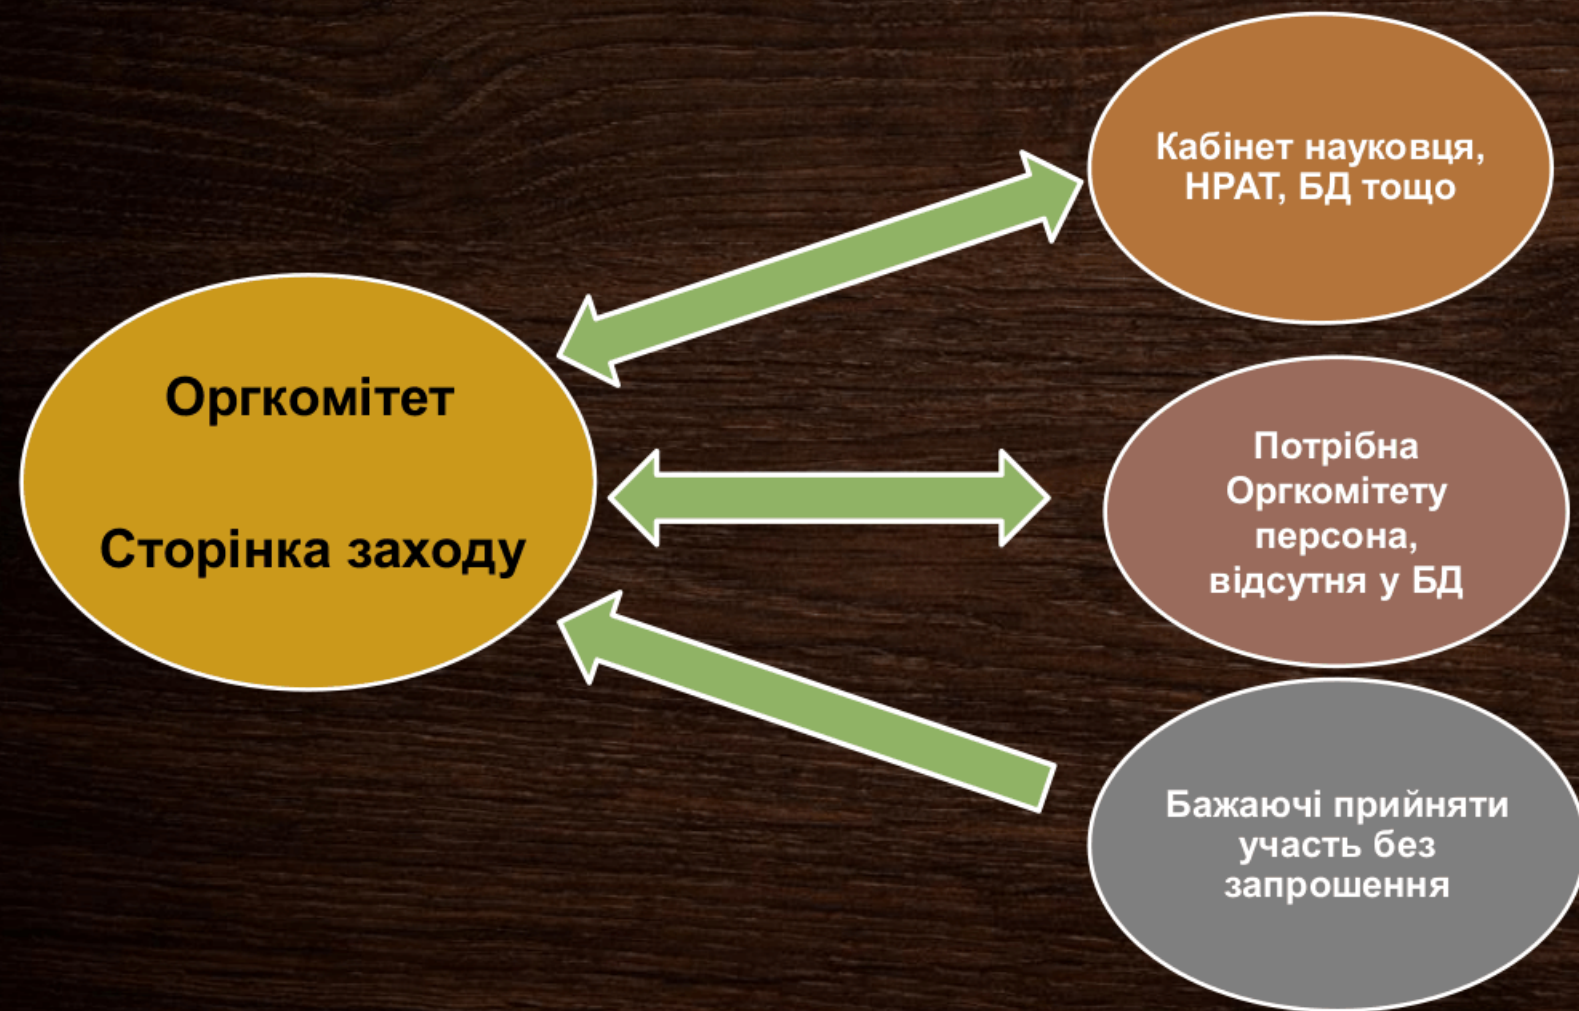 Оргкомітет
Сторінка заходу
Кабінет науковця,
НРАТ, БД тощо
Потрібна
Оргкомітету
персона,
відсутня у БД
Бажаючі прийняти
участь без
запрошення